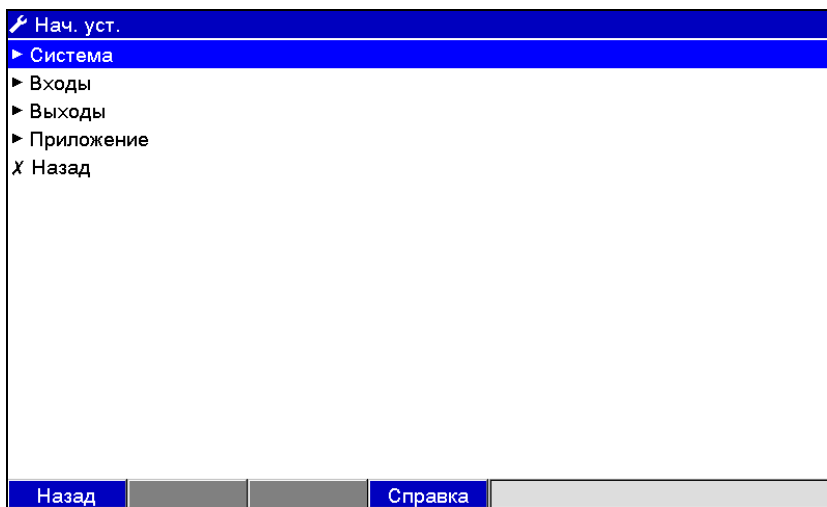 Нач. уст.
Система
Входы
Выходы
Приложение
X Назад
Назад Справка